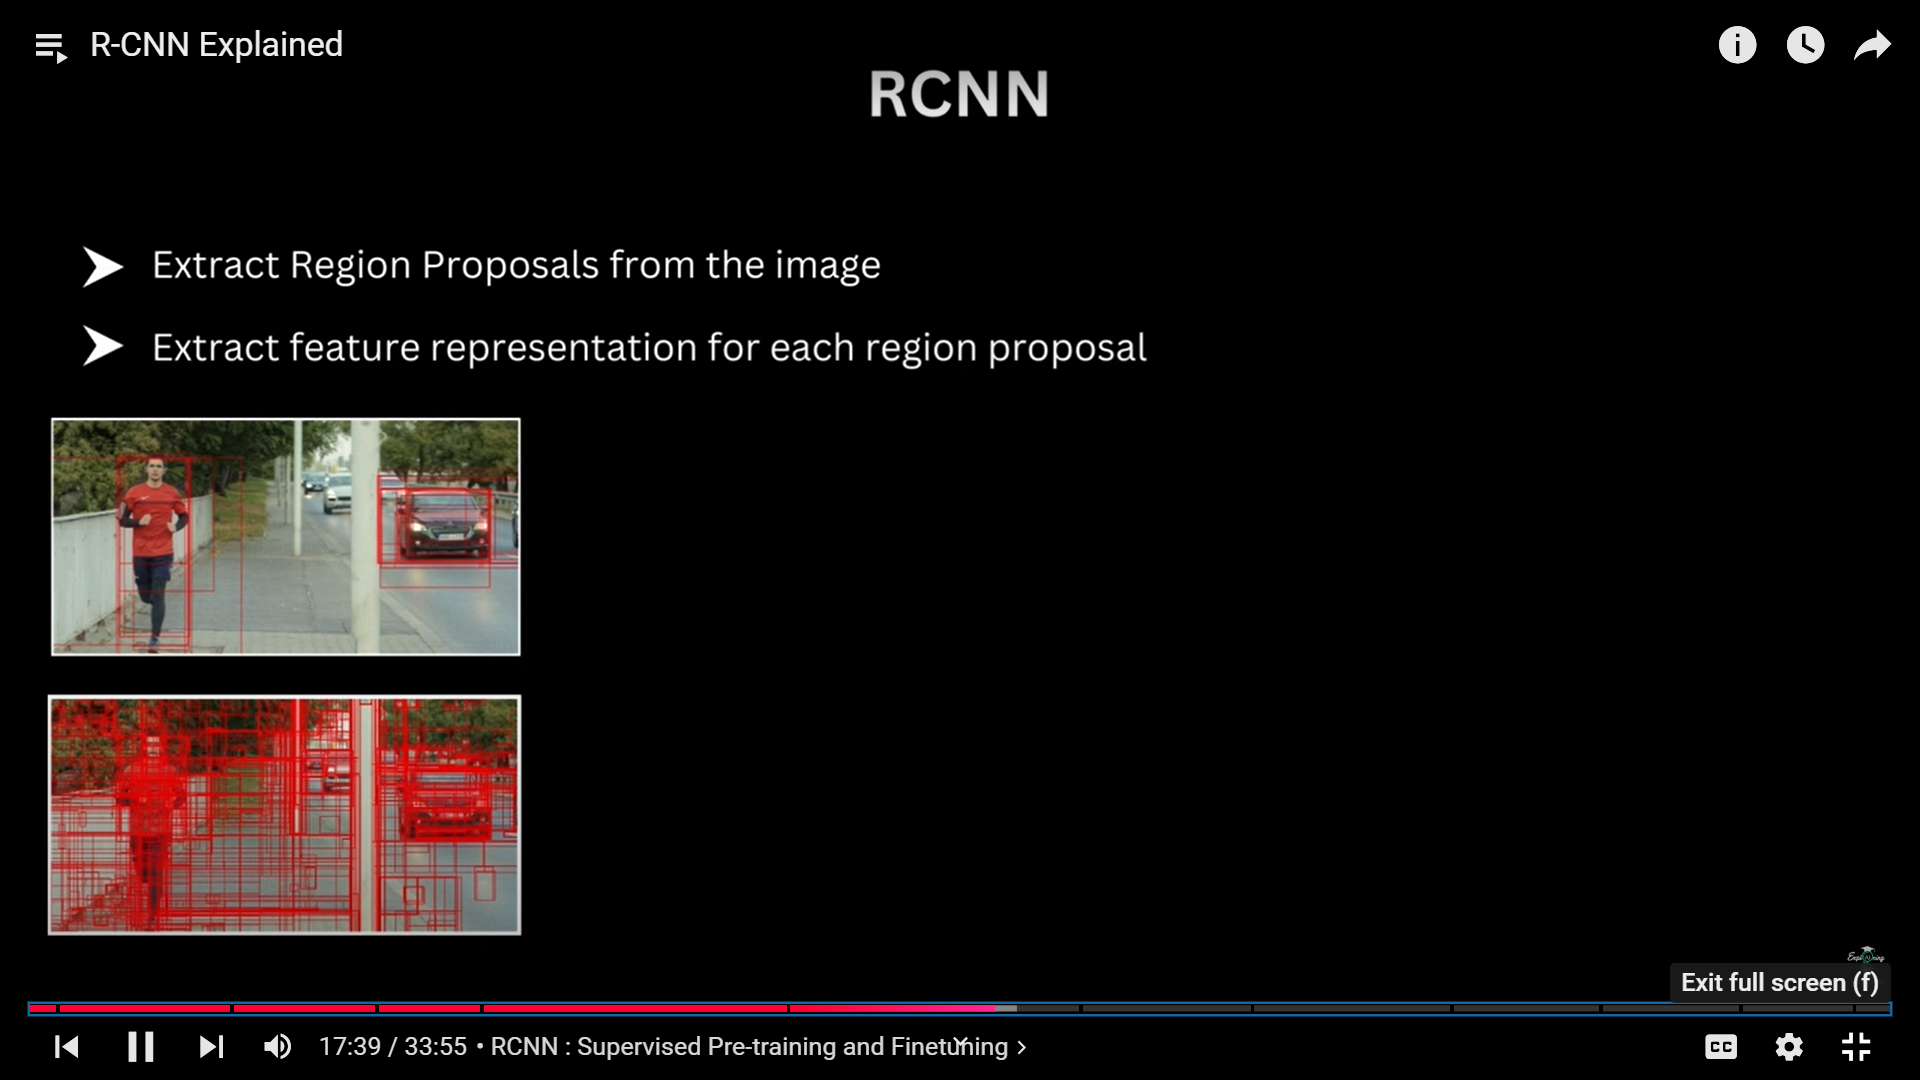 R-CNN Explained
RCNN
Extract Region Proposals from the image
Extract feature representation for each region proposal
Exit full screen (f)
17:39 / 33:55 • RCNN : Supervised Pre-training and Finetuning
CC